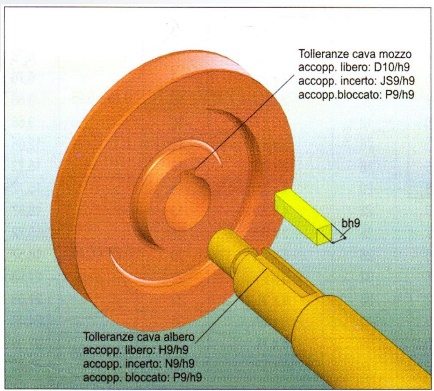 Tolleranze cava mozzo
accopp. libero: D10/h9
accopp. incerto: JS9/h9
accopp.bloccato: P9/h9
bh9
Tolleranze cava albero
accopp. libero: H9/h9
accopp. incerto: N9/h9
accopp. bloccato: P9/h9